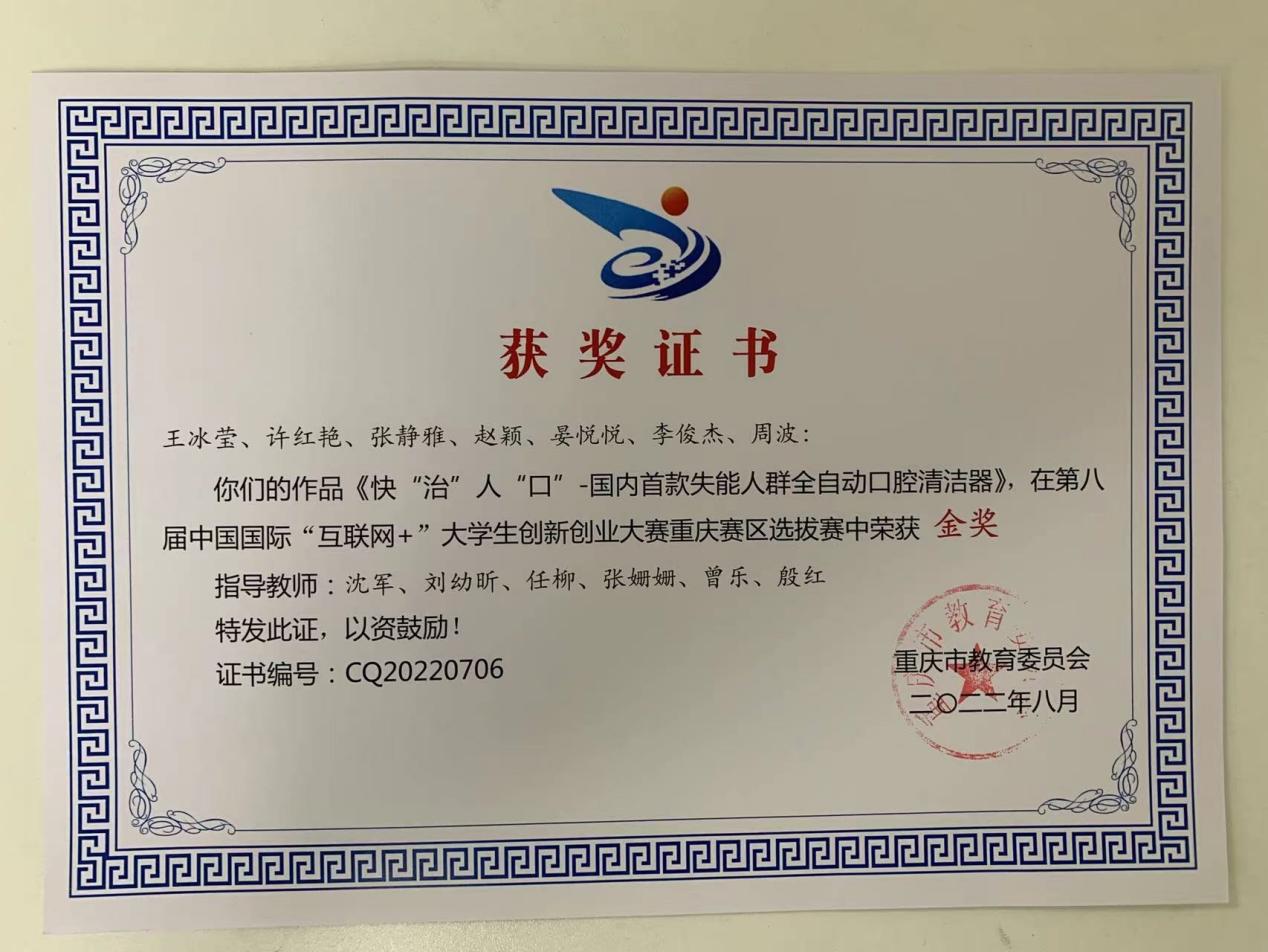 获奖证书
王冰莹、许红艳、张静雅、赵颖、晏悦悦、李俊杰、周波：
你们的作品《快“治”人“口”-国内首款失能人群全自动口腔清洁器》，在第八
届中国国际“互联网+”大学生创新创业大赛重庆赛区选拔赛中荣获 金奖
指导教师：沈军、刘幼昕、任柳、张姗姗、曾乐、殷红
特发此证，以资鼓励！
证书编号：CQ20220706
重庆市教育委员会
二〇二二年八月